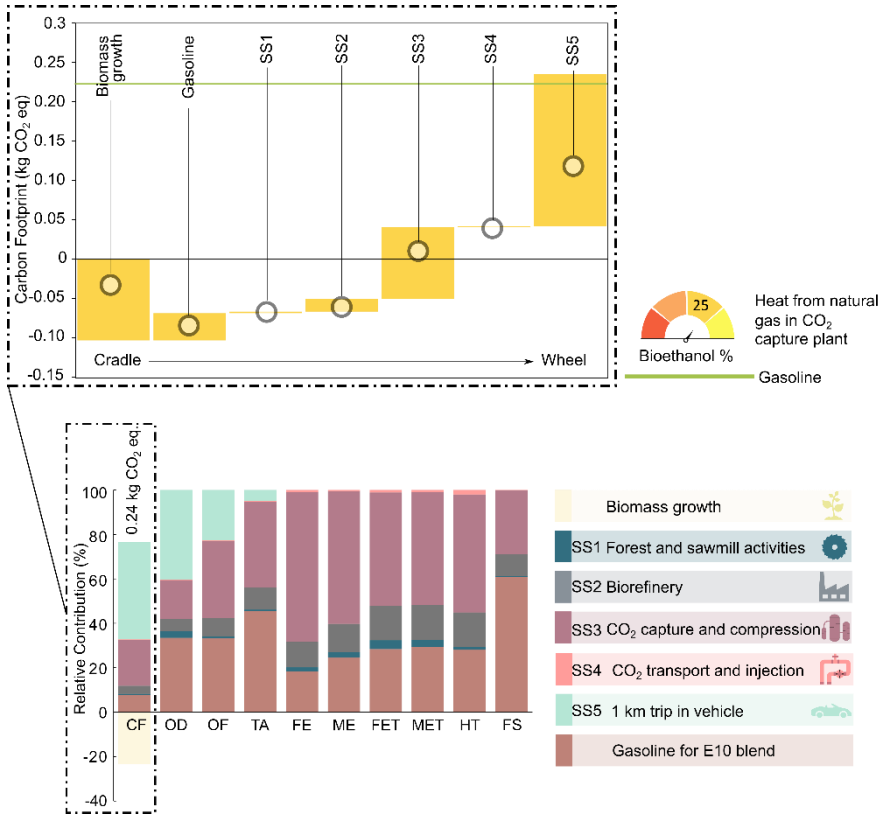 Carbon Footprint (kg CO2 eq)
0.3
0.25
0.20
0.15
0.10
0.05
0
-0.05
-0.10
-0.15
Biomass
growth
Gasoline
SS1
SS2
SS3
SS4
SS5
Cradle
Wheel
25
Bioethanol %
Heat from natural
gas in CO2
capture plant
Gasoline
Relative Contribution (%)
100
80
60
40
20
0
-20
-40
0.24 kg CO2 eq.
CF
OD
OF
TA
FE
ME
FET
MET
HT
FS
Biomass growth
SS1 Forest and sawmill activities
SS2 Biorefinery
SS3 CO2 capture and compression
SS4 CO2 transport and injection
SS5 1 km trip in vehicle
Gasoline for E10 blend